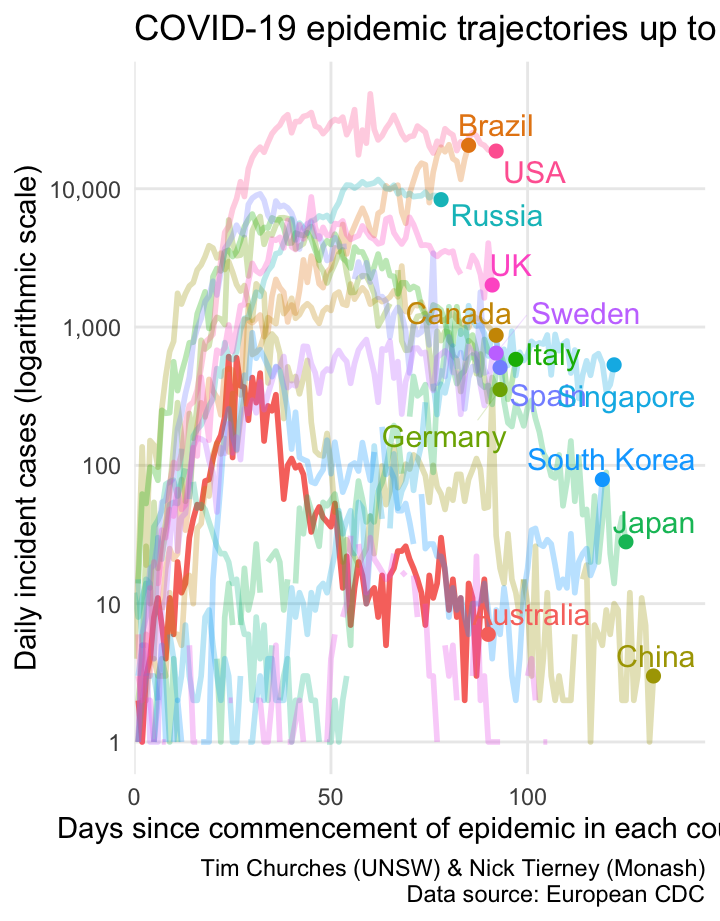 COVID-19 epidemic trajectories up to
Daily incident cases (logarithmic scale)
10,000
1,000
100
10
1
Brazil
USA
Russia
UK
Canada
Sweden
Italy
Spain
Singapore
Germany
South Korea
Japan
Australia
China
0
50
100
Days since commencement of epidemic in each cou
Tim Churches (UNSW) & Nick Tierney (Monash)
Data source: European CDC